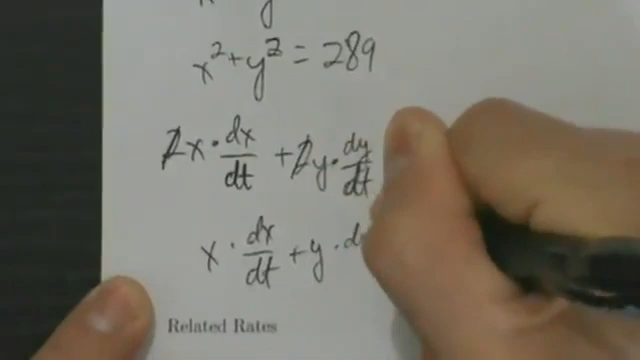 x² + y² = 289
2x · dx/dt + 2y · dy/dt
x · dx/dt + y · d
Related Rates